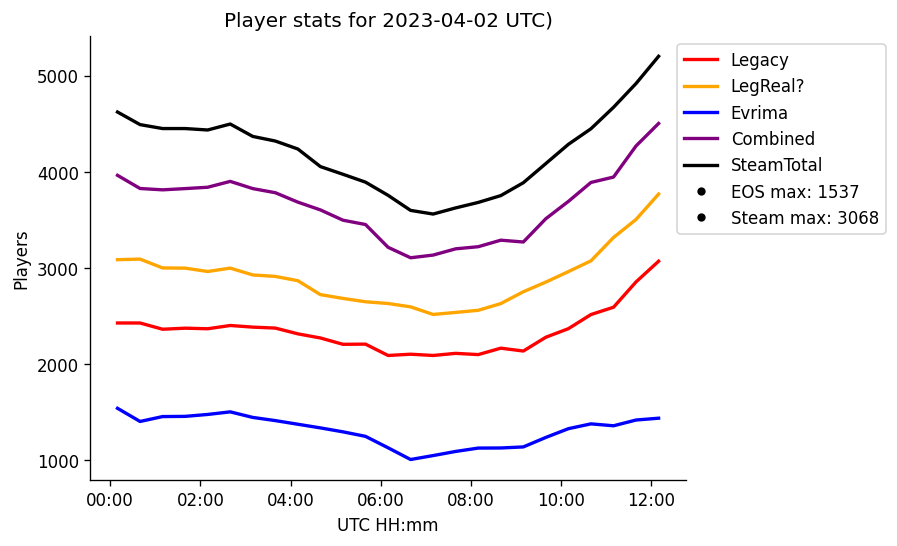 Player stats for 2023-04-02 UTC)
Legacy
LegReal?
Evrima
Combined
SteamTotal
EOS max: 1537
Steam max: 3068
Players
5000
4000
3000
2000
1000
00:00 02:00 04:00 06:00 08:00 10:00 12:00
UTC HH:mm